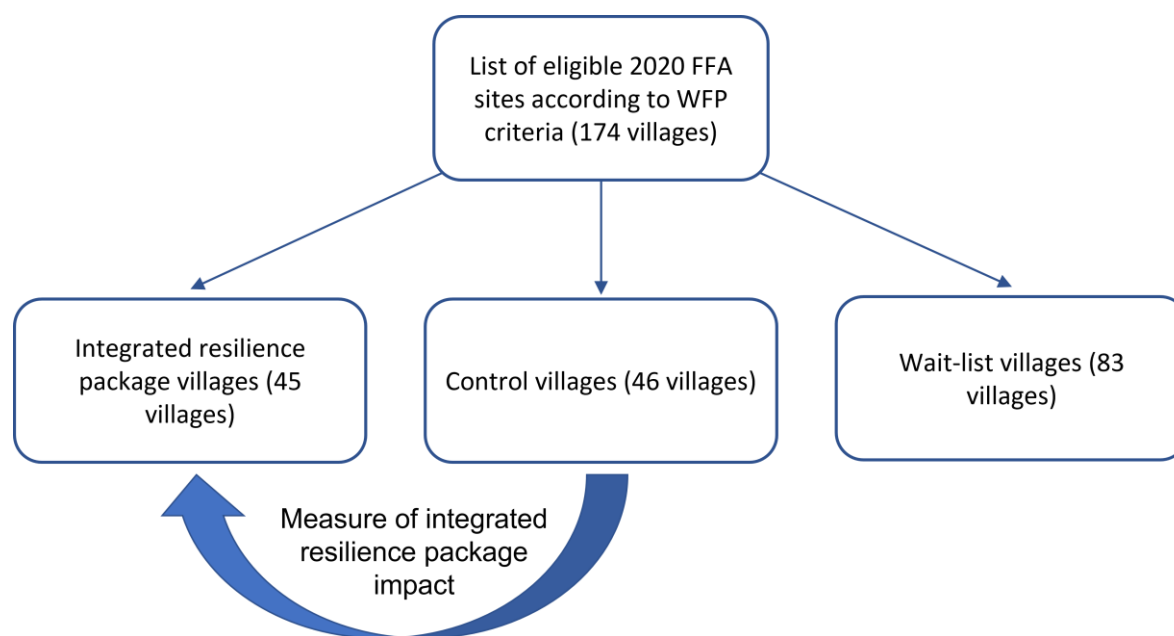 List of eligible 2020 FFA
sites according to WFP
criteria (174 villages)
Integrated resilience
package villages (45
villages)
Control villages (46 villages)
Wait-list villages (83
villages)
Measure of integrated
resilience package
impact